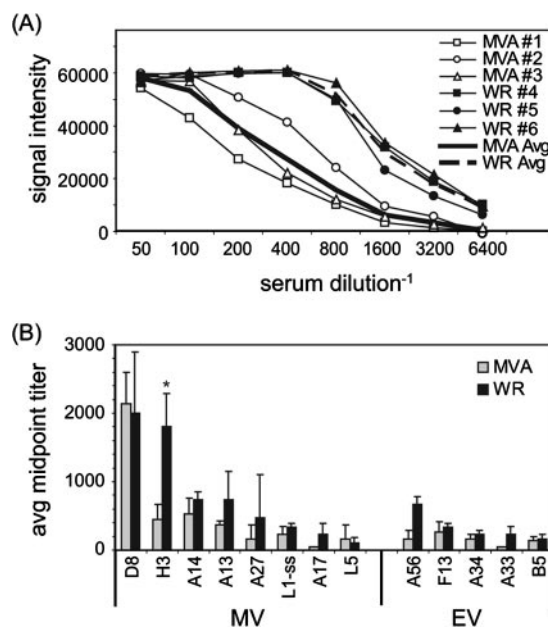 (A)
signal intensity
60000
40000
20000
0
50 100 200 400 800 1600 3200 6400
serum dilution⁻¹
MVA #1
MVA #2
MVA #3
WR #4
WR #5
WR #6
MVA Avg
WR Avg
(B)
avg midpoint titer
3000
2000
1000
0
*
MVA
WR
D8 H3 A14 A13 A27 L1-ss A17 L5 A56 F13 A34 A33 B5
MV EV